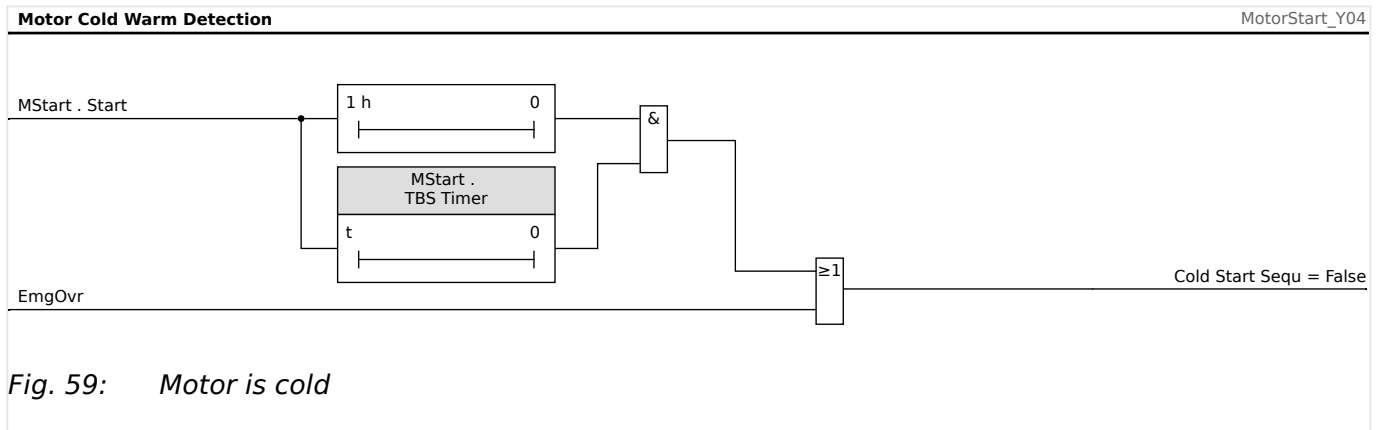 Motor Cold Warm Detection
MotorStart_Y04
MStart . Start
1 h 0
&
MStart .
TBS Timer
t 0
≥1
Cold Start Sequ = False
EmgOvr
Fig. 59: Motor is cold